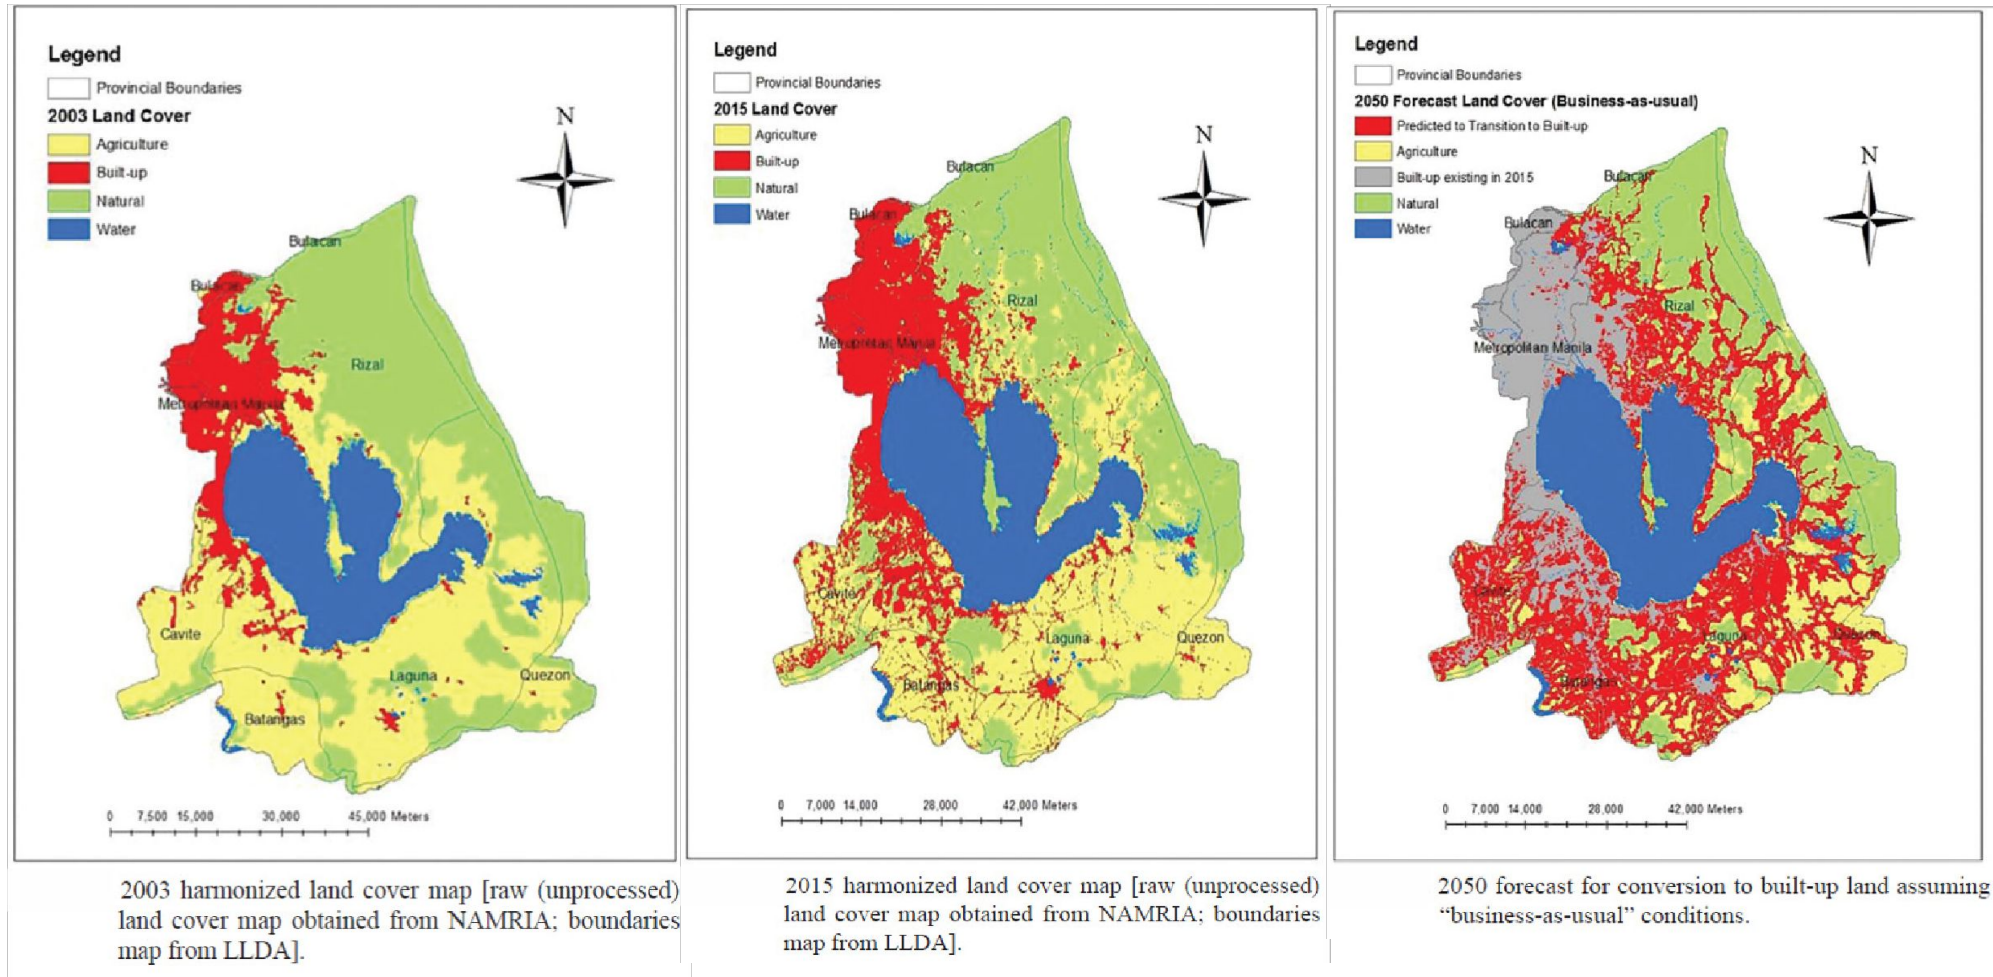 Legend
Provincial Boundaries
2003 Land Cover
Agriculture
Built-up
Natural
Water
N
Bulacan
Bulacan
Rizal
Metropolitan Manila
Cavite
Laguna
Quezon
Batangas
0 7,500 15,000 30,000 45,000 Meters
2003 harmonized land cover map [raw (unprocessed)
land cover map obtained from NAMRIA; boundaries
map from LLDA].
Legend
Provincial Boundaries
2015 Land Cover
Agriculture
Built-up
Natural
Water
N
Bulacan
Bulacan
Rizal
Metropolitan Manila
Cavite
Laguna
Quezon
Batangas
0 7,000 14,000 28,000 42,000 Meters
2015 harmonized land cover map [raw (unprocessed)
land cover map obtained from NAMRIA; boundaries
map from LLDA].
Legend
Provincial Boundaries
2050 Forecast Land Cover (Business-as-usual)
Predicted to Transition to Built-up
Agriculture
Built-up existing in 2015
Natural
Water
N
Bulacan
Bulacan
Rizal
Metropolitan Manila
Cavite
Laguna
Quezon
Batangas
0 7,000 14,000 28,000 42,000 Meters
2050 forecast for conversion to built-up land assuming
“business-as-usual” conditions.